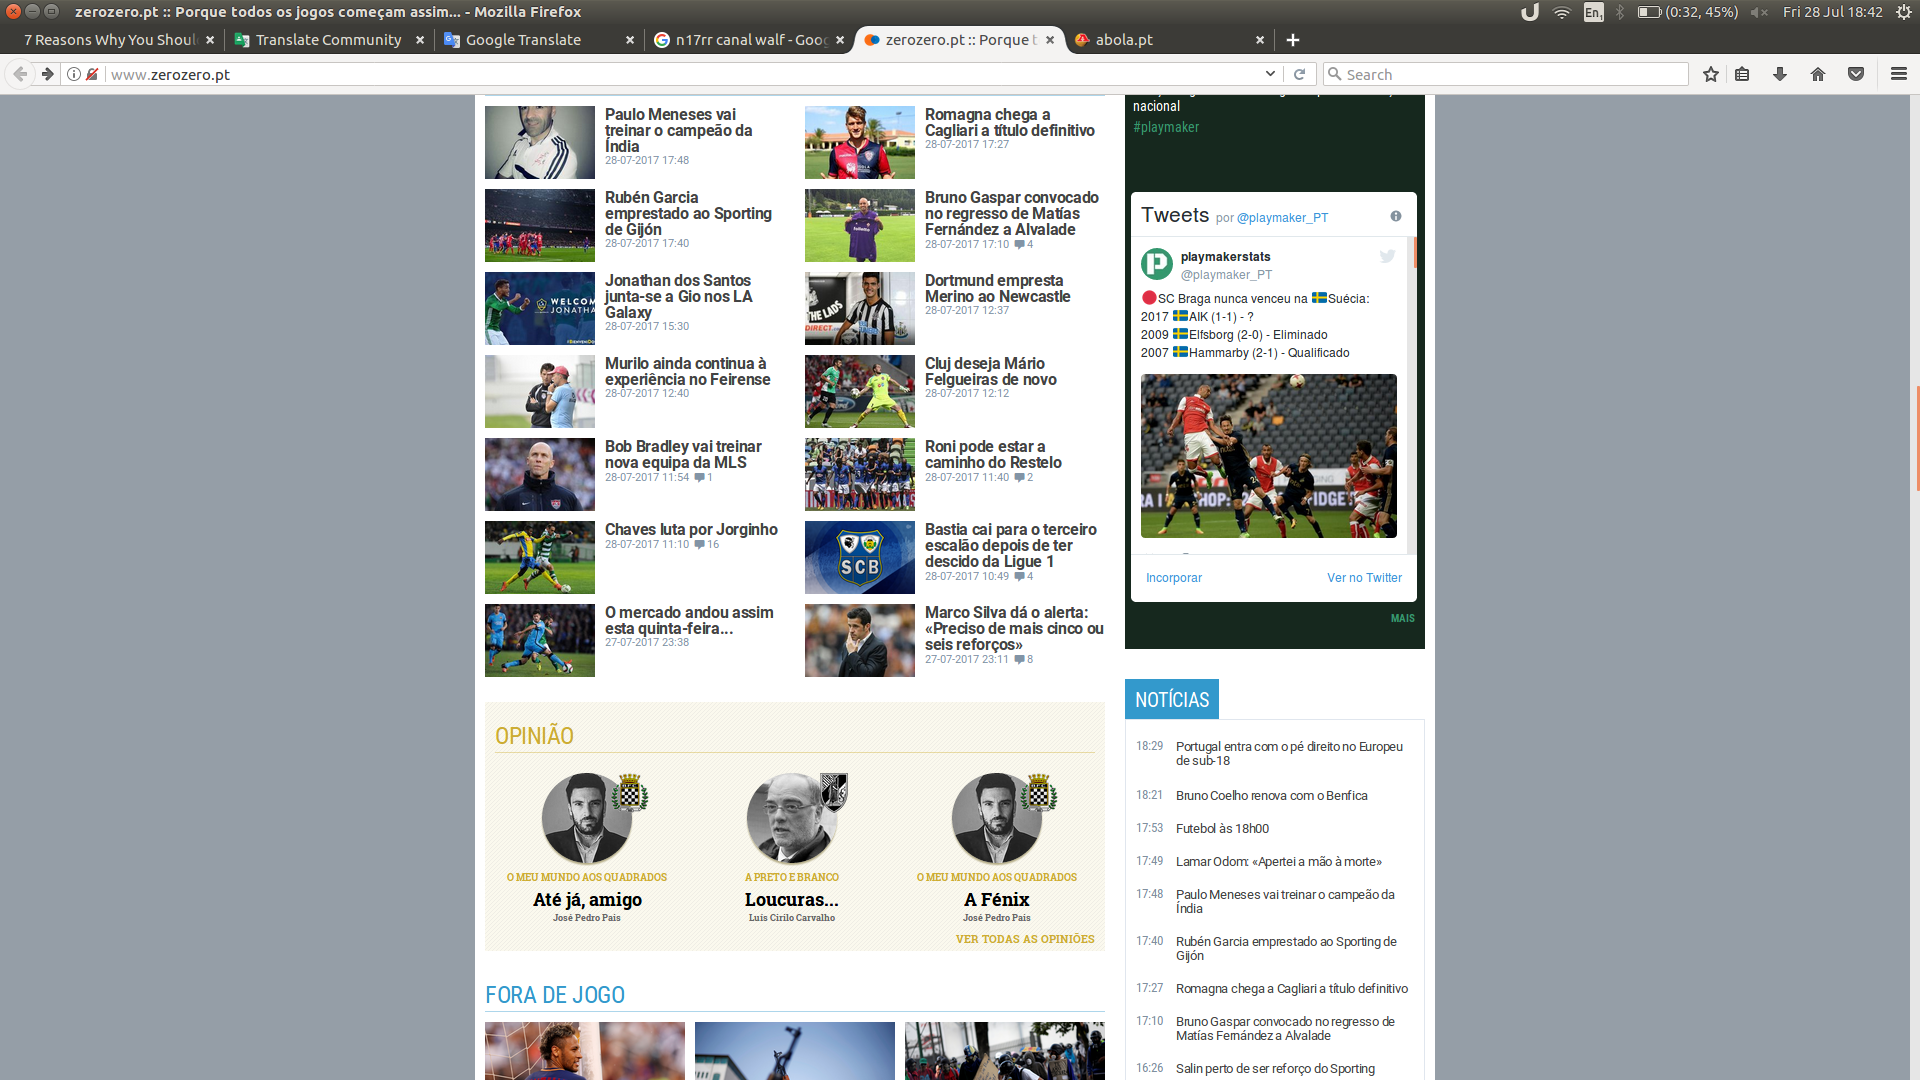 zerozero.pt :: Porque todos os jogos começam assim... - Mozilla Firefox
En1
(0:32, 45%)
Fri 28 Jul 18:42
7 Reasons Why You Shoul
Translate Community
Google Translate
n17rr canal walf - Goog
zerozero.pt :: Porque t
abola.pt
www.zerozero.pt
Search
Paulo Meneses vai
treinar o campeão da
Índia
28-07-2017 17:48
Romagna chega a
Cagliari a título definitivo
28-07-2017 17:27
Rubén Garcia
emprestado ao Sporting
de Gijón
28-07-2017 17:40
Bruno Gaspar convocado
no regresso de Matías
Fernández a Alvalade
28-07-2017 17:10 4
WELCOM
JONATHA
Jonathan dos Santos
junta-se a Gio nos LA
Galaxy
28-07-2017 15:30
THE LADS
DIRECT.com
Dortmund empresta
Merino ao Newcastle
28-07-2017 12:37
Murilo ainda continua à
experiência no Feirense
28-07-2017 12:40
Cluj deseja Mário
Felgueiras de novo
28-07-2017 12:12
Bob Bradley vai treinar
nova equipa da MLS
28-07-2017 11:54 1
Roni pode estar a
caminho do Restelo
28-07-2017 11:40 2
Chaves luta por Jorginho
28-07-2017 11:10 16
SCB
Bastia cai para o terceiro
escalão depois de ter
descido da Ligue 1
28-07-2017 10:49 4
O mercado andou assim
esta quinta-feira...
27-07-2017 23:38
Marco Silva dá o alerta:
«Preciso de mais cinco ou
seis reforços»
27-07-2017 23:11 8
OPINIÃO
O MEU MUNDO AOS QUADRADOS
Até já, amigo
José Pedro Pais
A PRETO E BRANCO
Loucuras...
Luís Cirilo Carvalho
O MEU MUNDO AOS QUADRADOS
A Fénix
José Pedro Pais
VER TODAS AS OPINIÕES
FORA DE JOGO
nacional
#playmaker
Tweets por @playmaker_PT
playmakerstats
@playmaker_PT
SC Braga nunca venceu na Suécia:
2017 AIK (1-1) - ?
2009 Elfsborg (2-0) - Eliminado
2007 Hammarby (2-1) - Qualificado
Incorporar
Ver no Twitter
MAIS
NOTÍCIAS
18:29 Portugal entra com o pé direito no Europeu
de sub-18
18:21 Bruno Coelho renova com o Benfica
17:53 Futebol às 18h00
17:49 Lamar Odom: «Apertei a mão à morte»
17:48 Paulo Meneses vai treinar o campeão da
Índia
17:40 Rubén Garcia emprestado ao Sporting de
Gijón
17:27 Romagna chega a Cagliari a título definitivo
17:10 Bruno Gaspar convocado no regresso de
Matías Fernández a Alvalade
16:26 Salin perto de ser reforço do Sporting